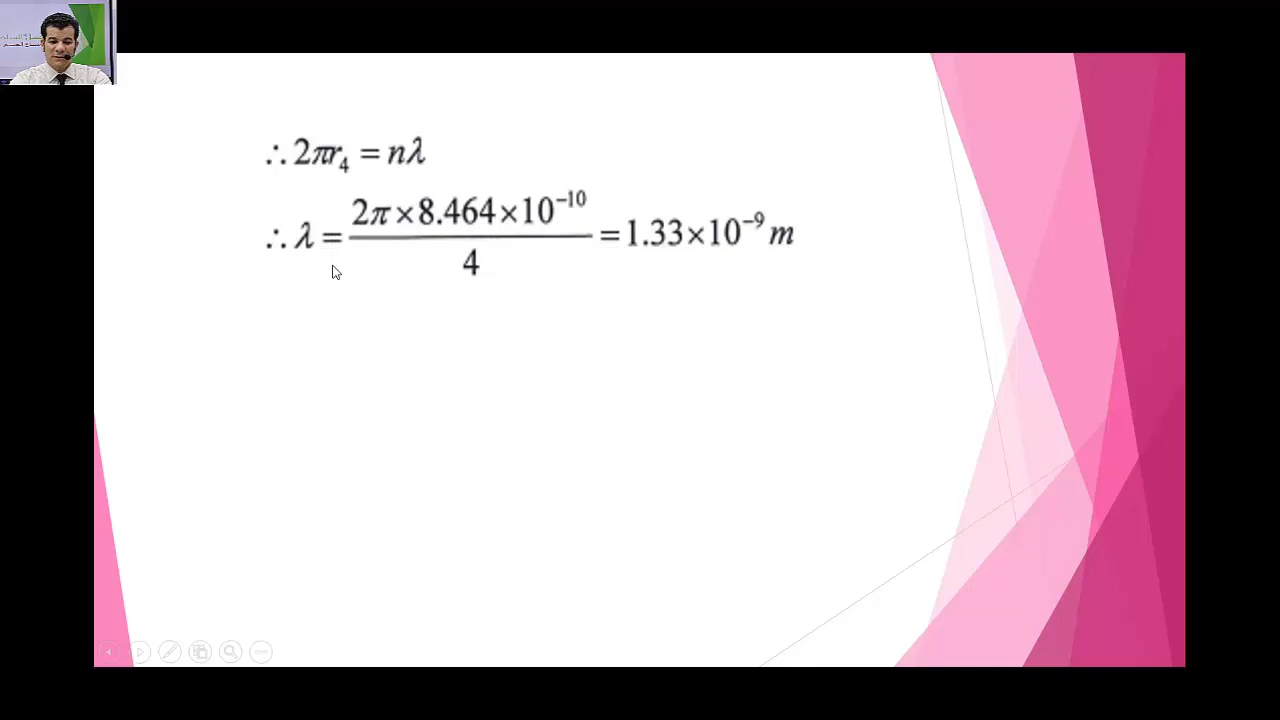 ∴ 2πr₄ = nλ
∴ λ = (2π × 8.464 × 10⁻¹⁰) / 4 = 1.33 × 10⁻⁹ m